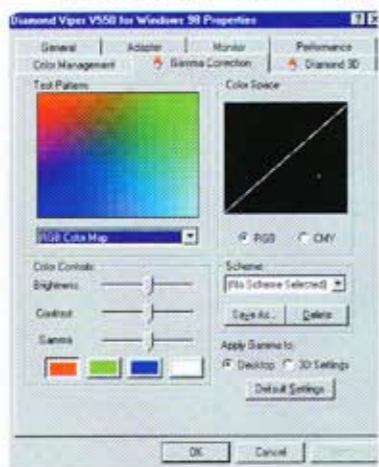 Diamond Viper V550 for Windows 98 Properties
General Adapter Monitor Performance
Color Management Gamma Correction Diamond 3D
Test Patterns
Color Space
RGB Color Map
RGB CMY
Color Controls
Brightness
Contrast
Gamma
Scheme
(No Scheme Selected)
Save As... Delete
Apply Gamma to:
Desktop 3D Settings
Default Settings
OK Cancel